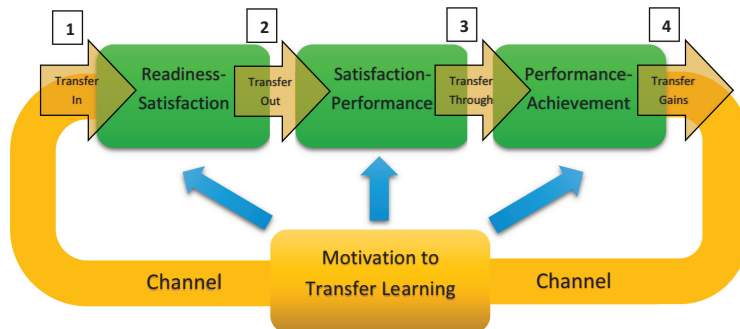 1
2
3
4
Transfer
In
Readiness-
Satisfaction
Transfer
Out
Satisfaction-
Performance
Transfer
Through
Performance-
Achievement
Transfer
Gains
Channel
Motivation to
Transfer Learning
Channel